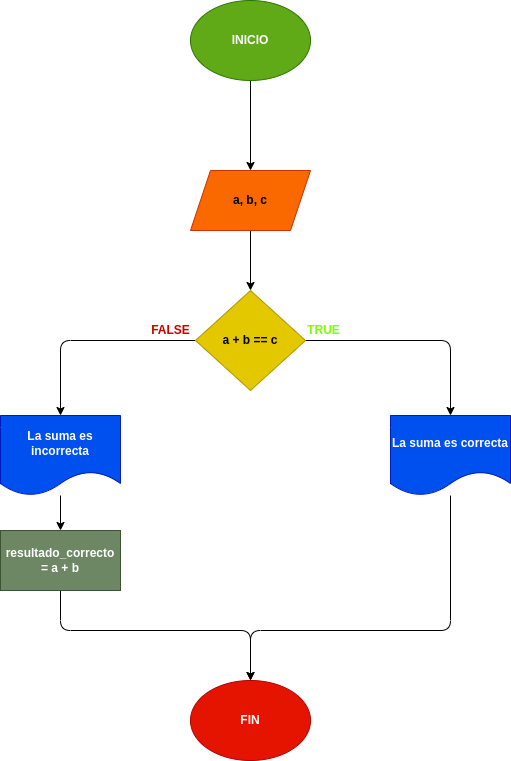 INICIO
a, b, c
FALSE
TRUE
a + b == c
La suma es
incorrecta
La suma es correcta
resultado_correcto
= a + b
FIN